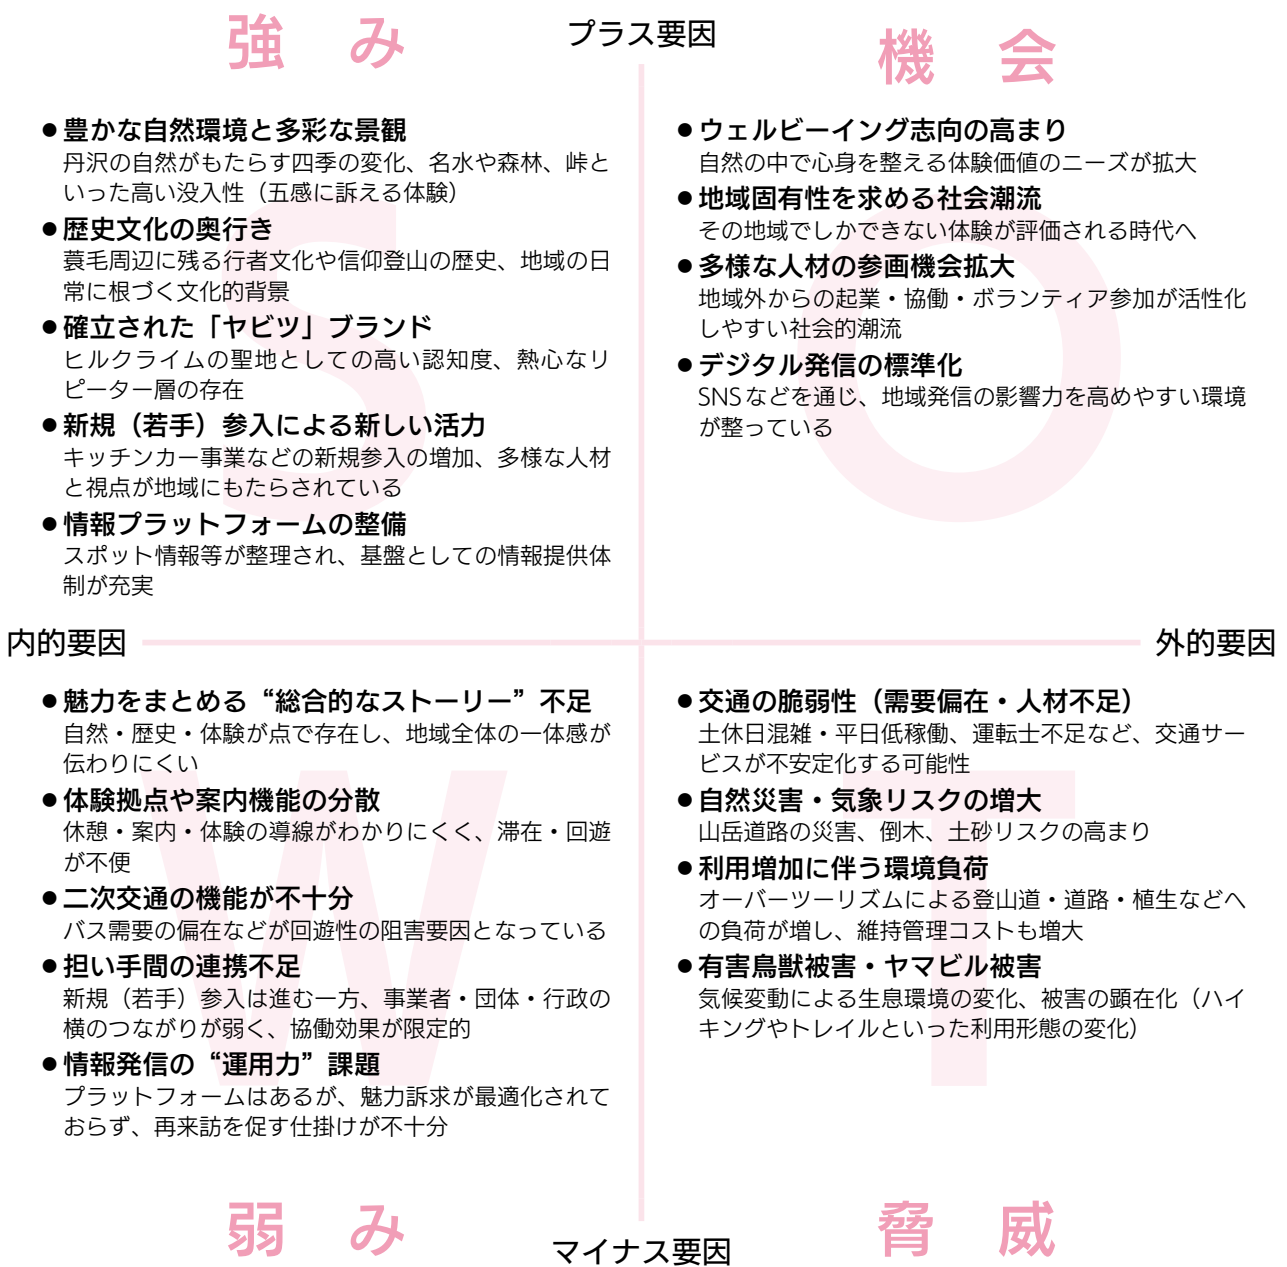 プラス要因
強み
●豊かな自然環境と多彩な景観
丹沢の自然がもたらす四季の変化、名水や森林、峠と
いった高い没入性（五感に訴える体験）
●歴史文化の奥行き
蓑毛周辺に残る行者文化や信仰登山の歴史、地域の日
常に根づく文化的背景
●確立された「ヤビツ」ブランド
ヒルクライムの聖地としての高い認知度、熱心なリ
ピーター層の存在
●新規（若手）参入による新しい活力
キッチンカー事業などの新規参入の増加、多様な人材
と視点が地域にもたらされている
●情報プラットフォームの整備
スポット情報等が整理され、基盤としての情報提供体
制が充実
S
機会
●ウェルビーイング志向の高まり
自然の中で心身を整える体験価値のニーズが拡大
●地域固有性を求める社会潮流
その地域でしかできない体験が評価される時代へ
●多様な人材の参画機会拡大
地域外からの起業・協働・ボランティア参加が活性化
しやすい社会的潮流
●デジタル発信の標準化
SNSなどを通じ、地域発信の影響力を高めやすい環境
が整っている
O
内的要因
外的要因
●魅力をまとめる“総合的なストーリー”不足
自然・歴史・体験が点で存在し、地域全体の一体感が
伝わりにくい
●体験拠点や案内機能の分散
休憩・案内・体験の導線がわかりにくく、滞在・回遊
が不便
●二次交通の機能が不十分
バス需要の偏在などが回遊性の阻害要因となっている
●担い手間の連携不足
新規（若手）参入は進む一方、事業者・団体・行政の
横のつながりが弱く、協働効果が限定的
●情報発信の“運用力”課題
プラットフォームはあるが、魅力訴求が最適化されて
おらず、再来訪を促す仕掛けが不十分
W
弱み
●交通の脆弱性（需要偏在・人材不足）
土休日混雑・平日低稼働、運転士不足など、交通サー
ビスが不安定化する可能性
●自然災害・気象リスクの増大
山岳道路の災害、倒木、土砂リスクの高まり
●利用増加に伴う環境負荷
オーバーツーリズムによる登山道・道路・植生などへ
の負荷が増し、維持管理コストも増大
●有害鳥獣被害・ヤマビル被害
気候変動による生息環境の変化、被害の顕在化（ハイ
キングやトレイルといった利用形態の変化）
T
脅威
マイナス要因